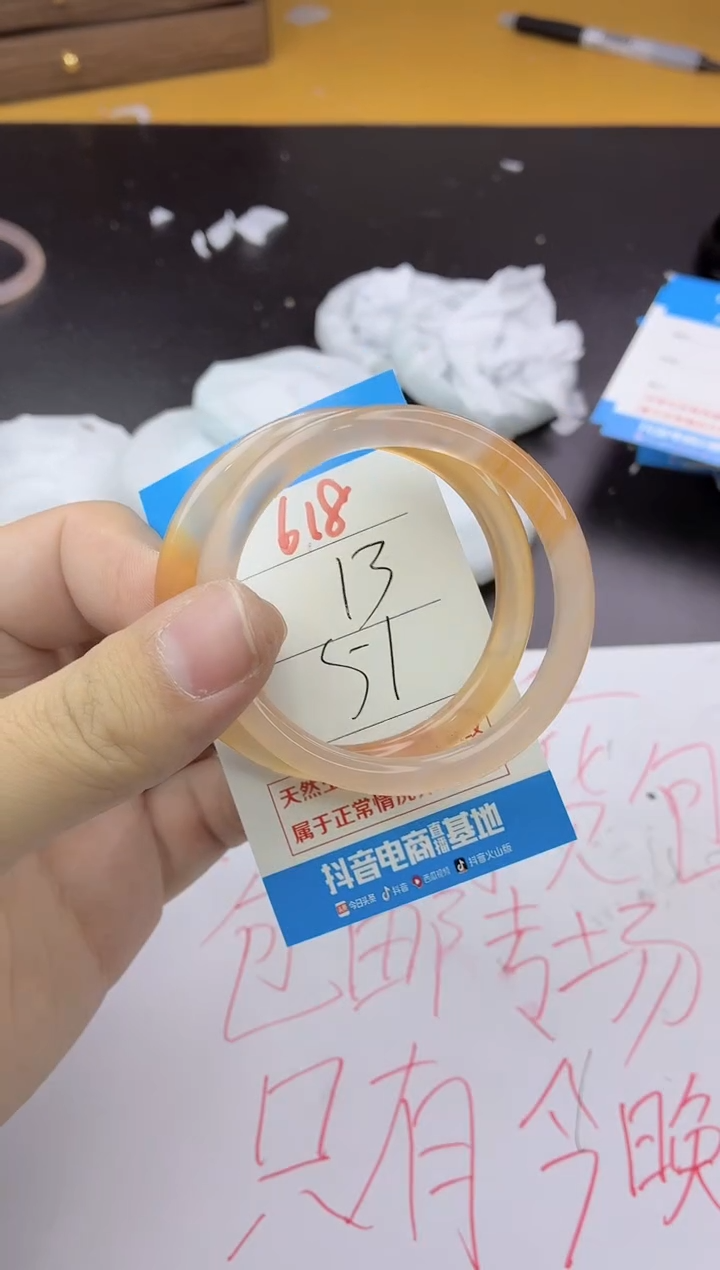 618
13
51
天然
属于正常情况
抖音电商直播基地
今日头条 抖音 西瓜视频 抖音火山版
货包
包邮专场
只有今晚